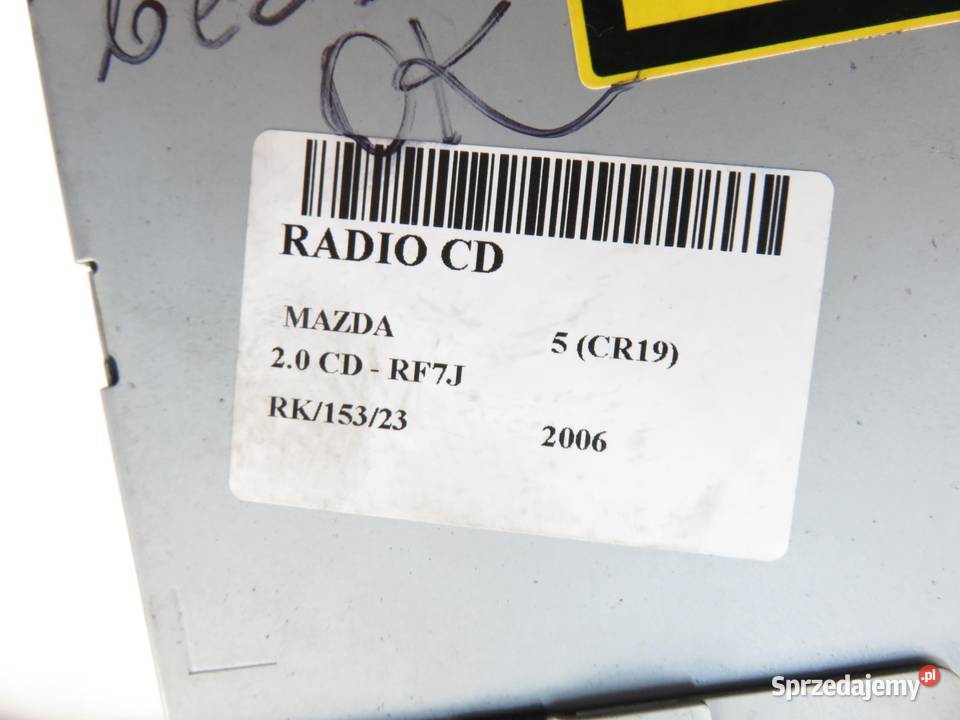 OK
RADIO CD
MAZDA 5 (CR19)
2.0 CD - RF7J
RK/153/23 2006
Sprzedajemy.pl